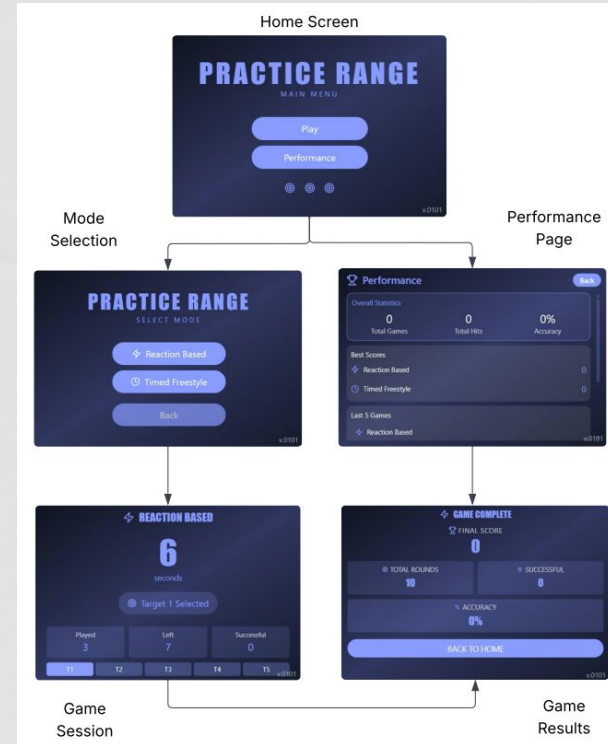 Home Screen
PRACTICE RANGE
MAIN MENU
Play
Performance
v.0101
Mode
Selection
Performance
Page
PRACTICE RANGE
SELECT MODE
Reaction Based
Timed Freestyle
Back
v.0101
Performance
Back
Overall Statistics
0 0 0%
Total Games Total Hits Accuracy
Best Scores
Reaction Based 0
Timed Freestyle 0
Last 5 Games
Reaction Based
v.0101
REACTION BASED
6
seconds
Target 1 Selected
Played Left Successful
3 7 0
T1 T2 T3 T4 T5
v.0101
GAME COMPLETE
FINAL SCORE
0
TOTAL ROUNDS SUCCESSFUL
10 0
% ACCURACY
0%
BACK TO HOME
v.0101
Game
Session
Game
Results